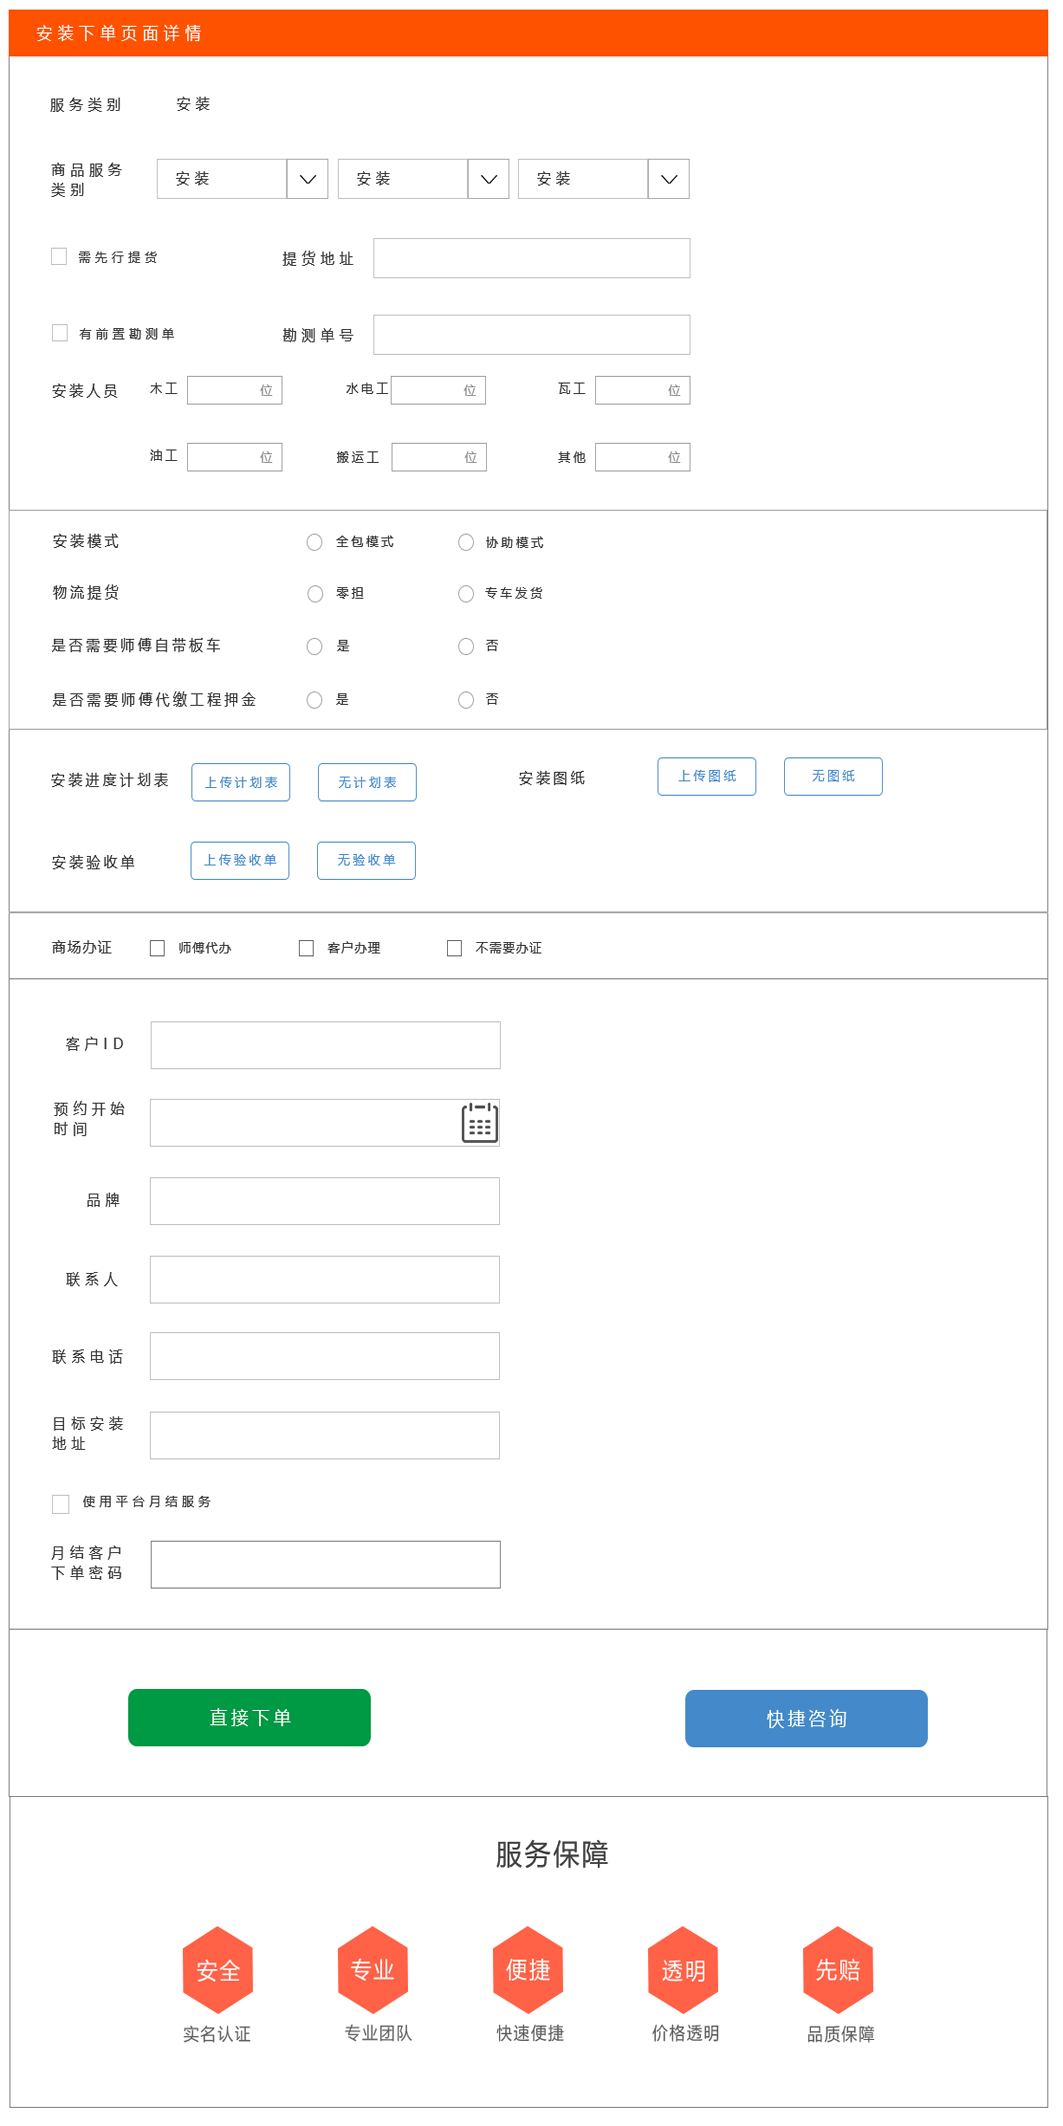 安装下单页面详情
服务类别 安装
商品服务
类别
安装 安装 安装
需先行提货 提货地址
有前置勘测单 勘测单号
安装人员 木工 位 水电工 位 瓦工 位
油工 位 搬运工 位 其他 位
安装模式 全包模式 协助模式
物流提货 零担 专车发货
是否需要师傅自带板车 是 否
是否需要师傅代缴工程押金 是 否
安装进度计划表 上传计划表 无计划表 安装图纸 上传图纸 无图纸
安装验收单 上传验收单 无验收单
商场办证 师傅代办 客户办理 不需要办证
客户ID
预约开始
时间
品牌
联系人
联系电话
目标安装
地址
使用平台月结服务
月结客户
下单密码
直接下单 快捷咨询
服务保障
安全 专业 便捷 透明 先赔
实名认证 专业团队 快速便捷 价格透明 品质保障